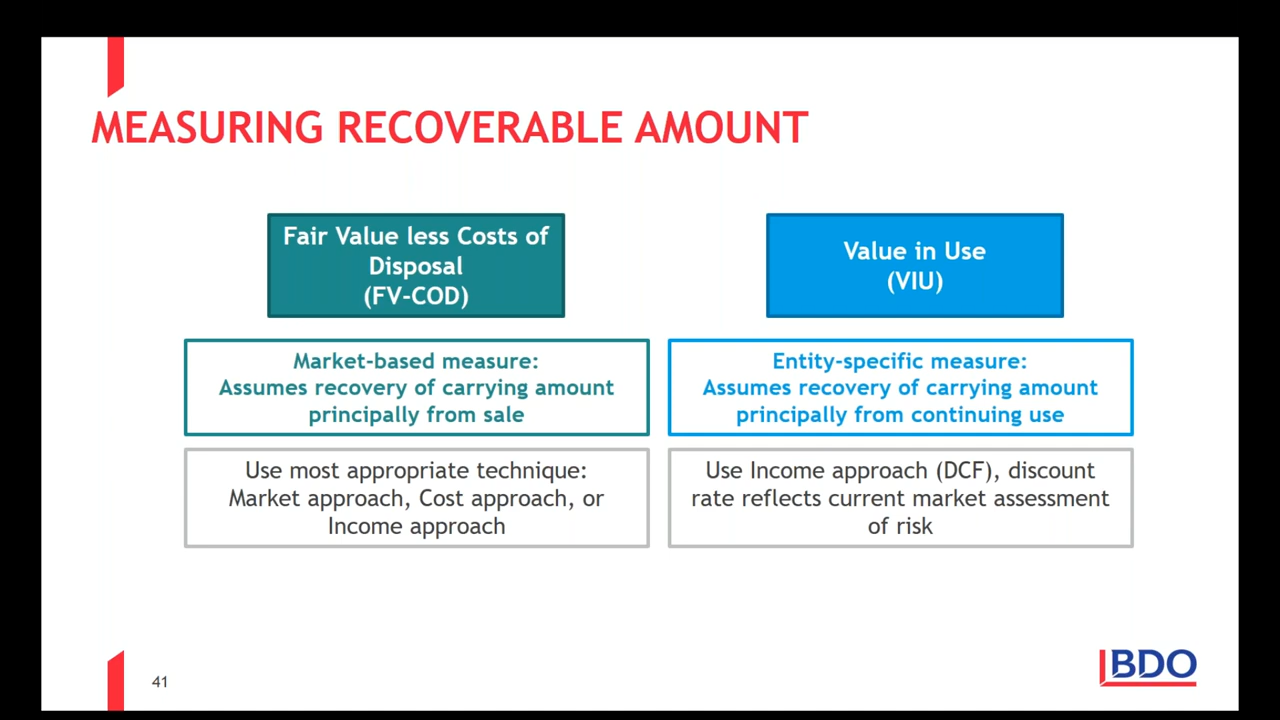 MEASURING RECOVERABLE AMOUNT
Fair Value less Costs of
Disposal
(FV-COD)
Market-based measure:
Assumes recovery of carrying amount
principally from sale
Use most appropriate technique:
Market approach, Cost approach, or
Income approach
Value in Use
(VIU)
Entity-specific measure:
Assumes recovery of carrying amount
principally from continuing use
Use Income approach (DCF), discount
rate reflects current market assessment
of risk
41
BDO